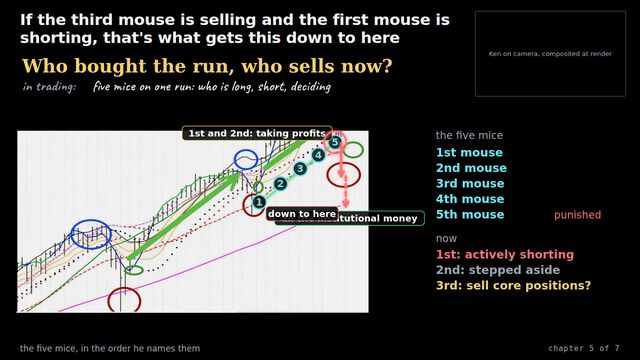 If the third mouse is selling and the first mouse is
shorting, that's what gets this down to here
Ken on camera, composited at render
Who bought the run, who sells now?
in trading: five mice on one run: who is long, short, deciding
1st and 2nd: taking profits
5
4
3
2
1
down to here
itutional money
the five mice
1st mouse
2nd mouse
3rd mouse
4th mouse
5th mouse punished
now
1st: actively shorting
2nd: stepped aside
3rd: sell core positions?
the five mice, in the order he names them
chapter 5 of 7